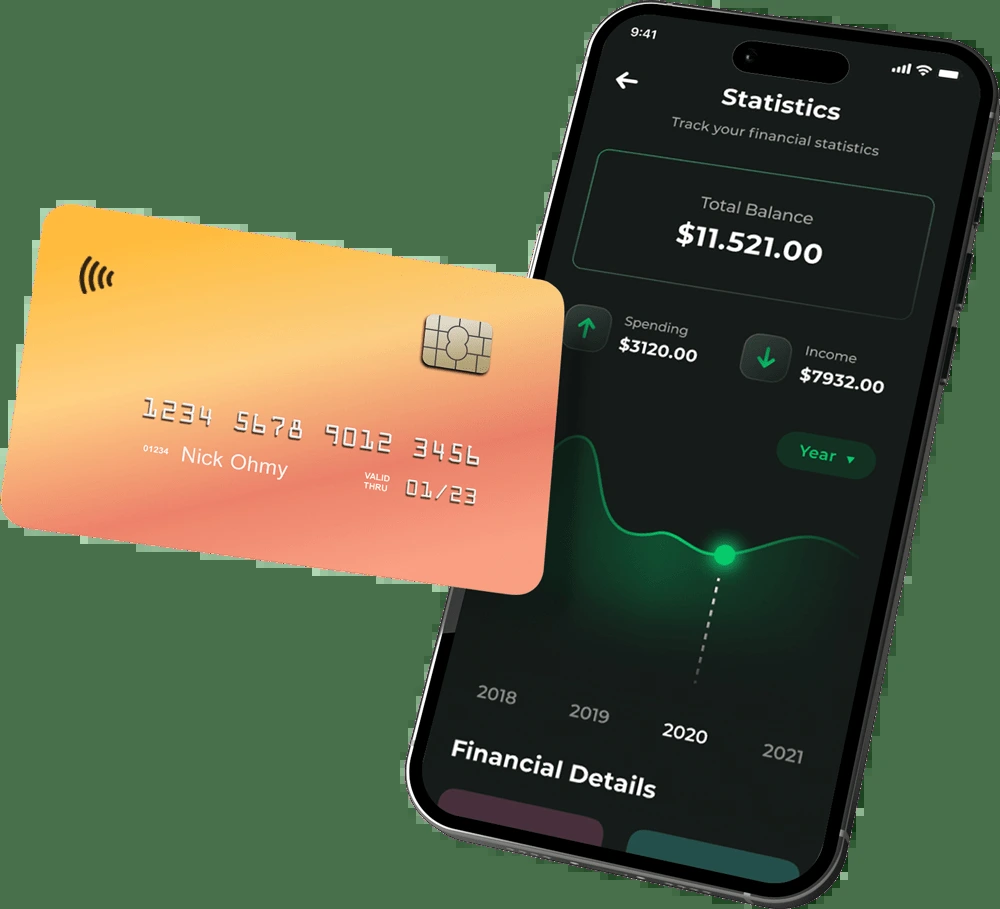 9:41
Statistics
Track your financial statistics
Total Balance
$11.521.00
Spending
$3120.00
Income
$7932.00
Year
2018 2019 2020 2021
Financial Details
1234 5678 9012 3456
01234 Nick Ohmy
VALID
THRU
01/23